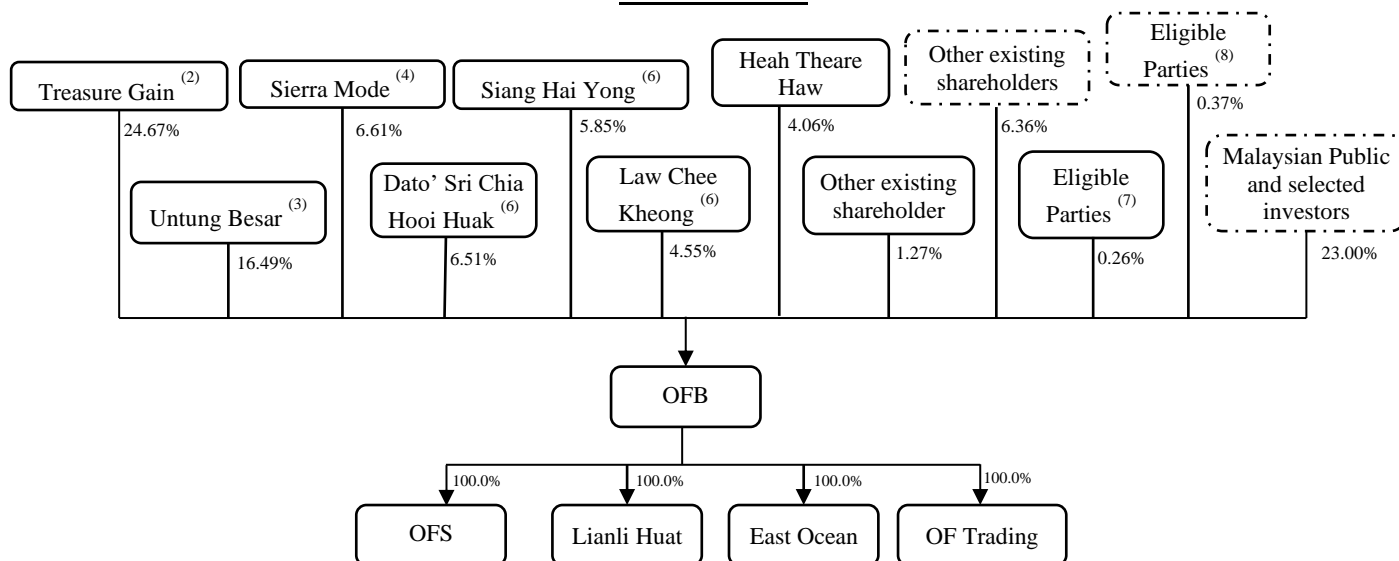 Treasure Gain (2)
24.67%
Untung Besar (3)
16.49%
Sierra Mode (4)
6.61%
Dato’ Sri Chia
Hooi Huak (6)
6.51%
Siang Hai Yong (6)
5.85%
Law Chee
Kheong (6)
4.55%
Heah Theare
Haw
4.06%
Other existing
shareholder
1.27%
Other existing
shareholders
6.36%
Eligible
Parties (7)
0.26%
Eligible
Parties (8)
0.37%
Malaysian Public
and selected
investors
23.00%
OFB
100.0%
OFS
100.0%
Lianli Huat
100.0%
East Ocean
100.0%
OF Trading